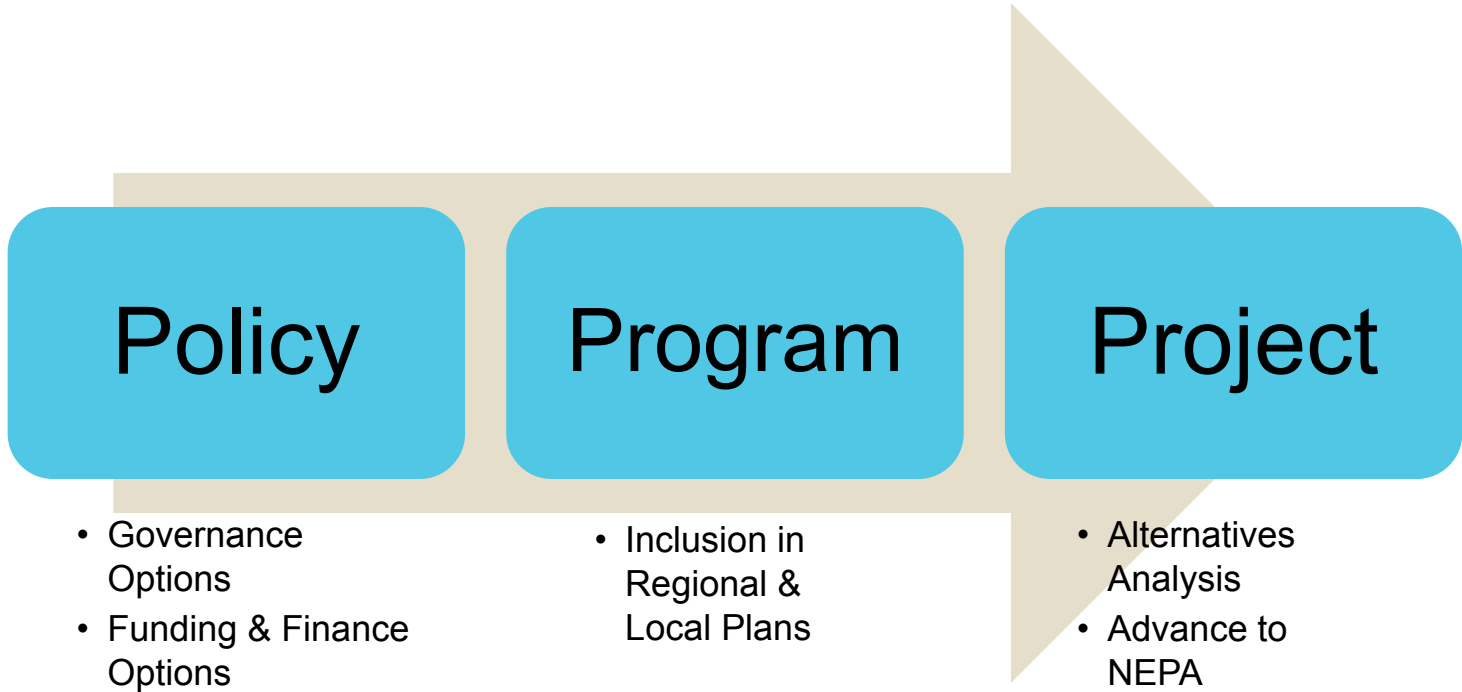 Policy
Program
Project
• Governance
Options
• Funding & Finance
Options
• Inclusion in
Regional &
Local Plans
• Alternatives
Analysis
• Advance to
NEPA